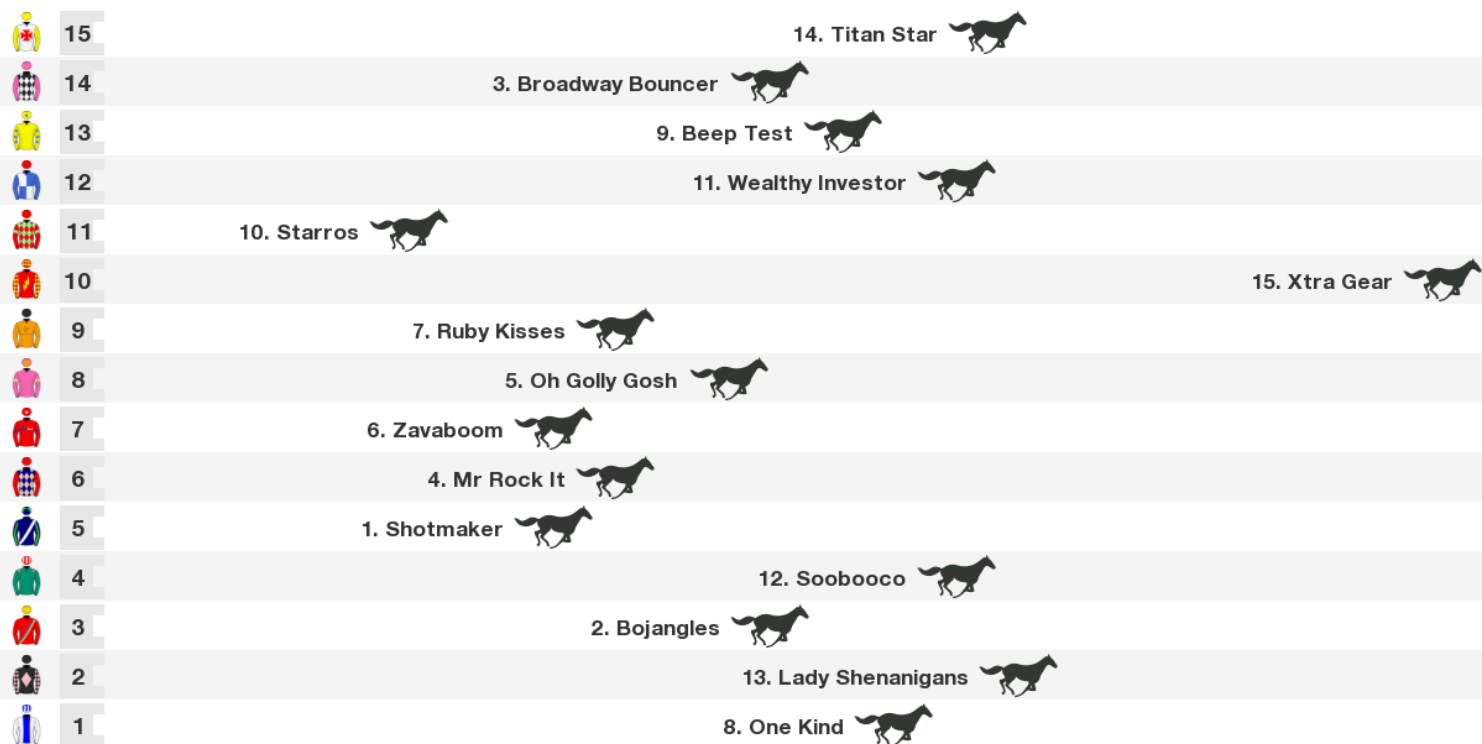 15 14. Titan Star
14 3. Broadway Bouncer
13 9. Beep Test
12 11. Wealthy Investor
11 10. Starros
10 15. Xtra Gear
9 7. Ruby Kisses
8 5. Oh Golly Gosh
7 6. Zavaboom
6 4. Mr Rock It
5 1. Shotmaker
4 12. Soobooco
3 2. Bojangles
2 13. Lady Shenanigans
1 8. One Kind